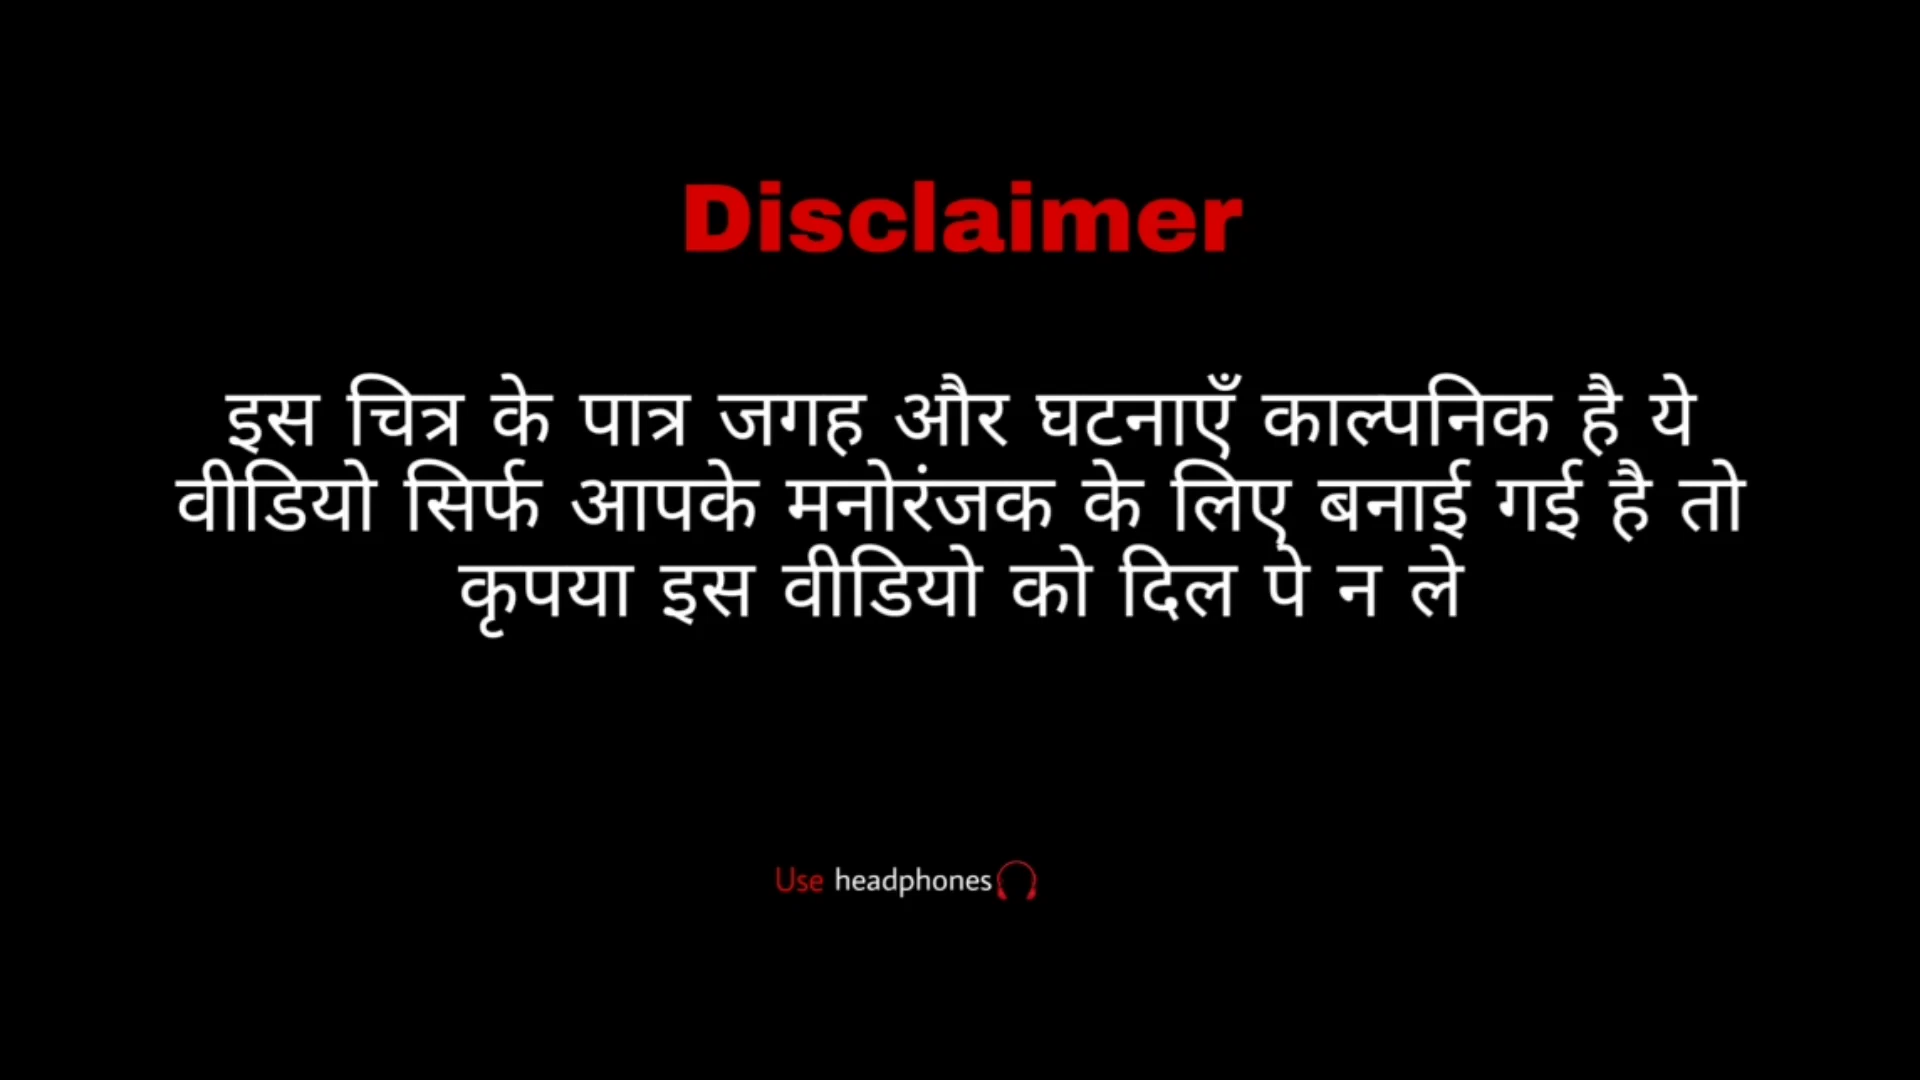 Disclaimer
इस चित्र के पात्र जगह और घटनाएँ काल्पनिक है ये
वीडियो सिर्फ आपके मनोरंजक के लिए बनाई गई है तो
कृपया इस वीडियो को दिल पे न ले
Use headphones